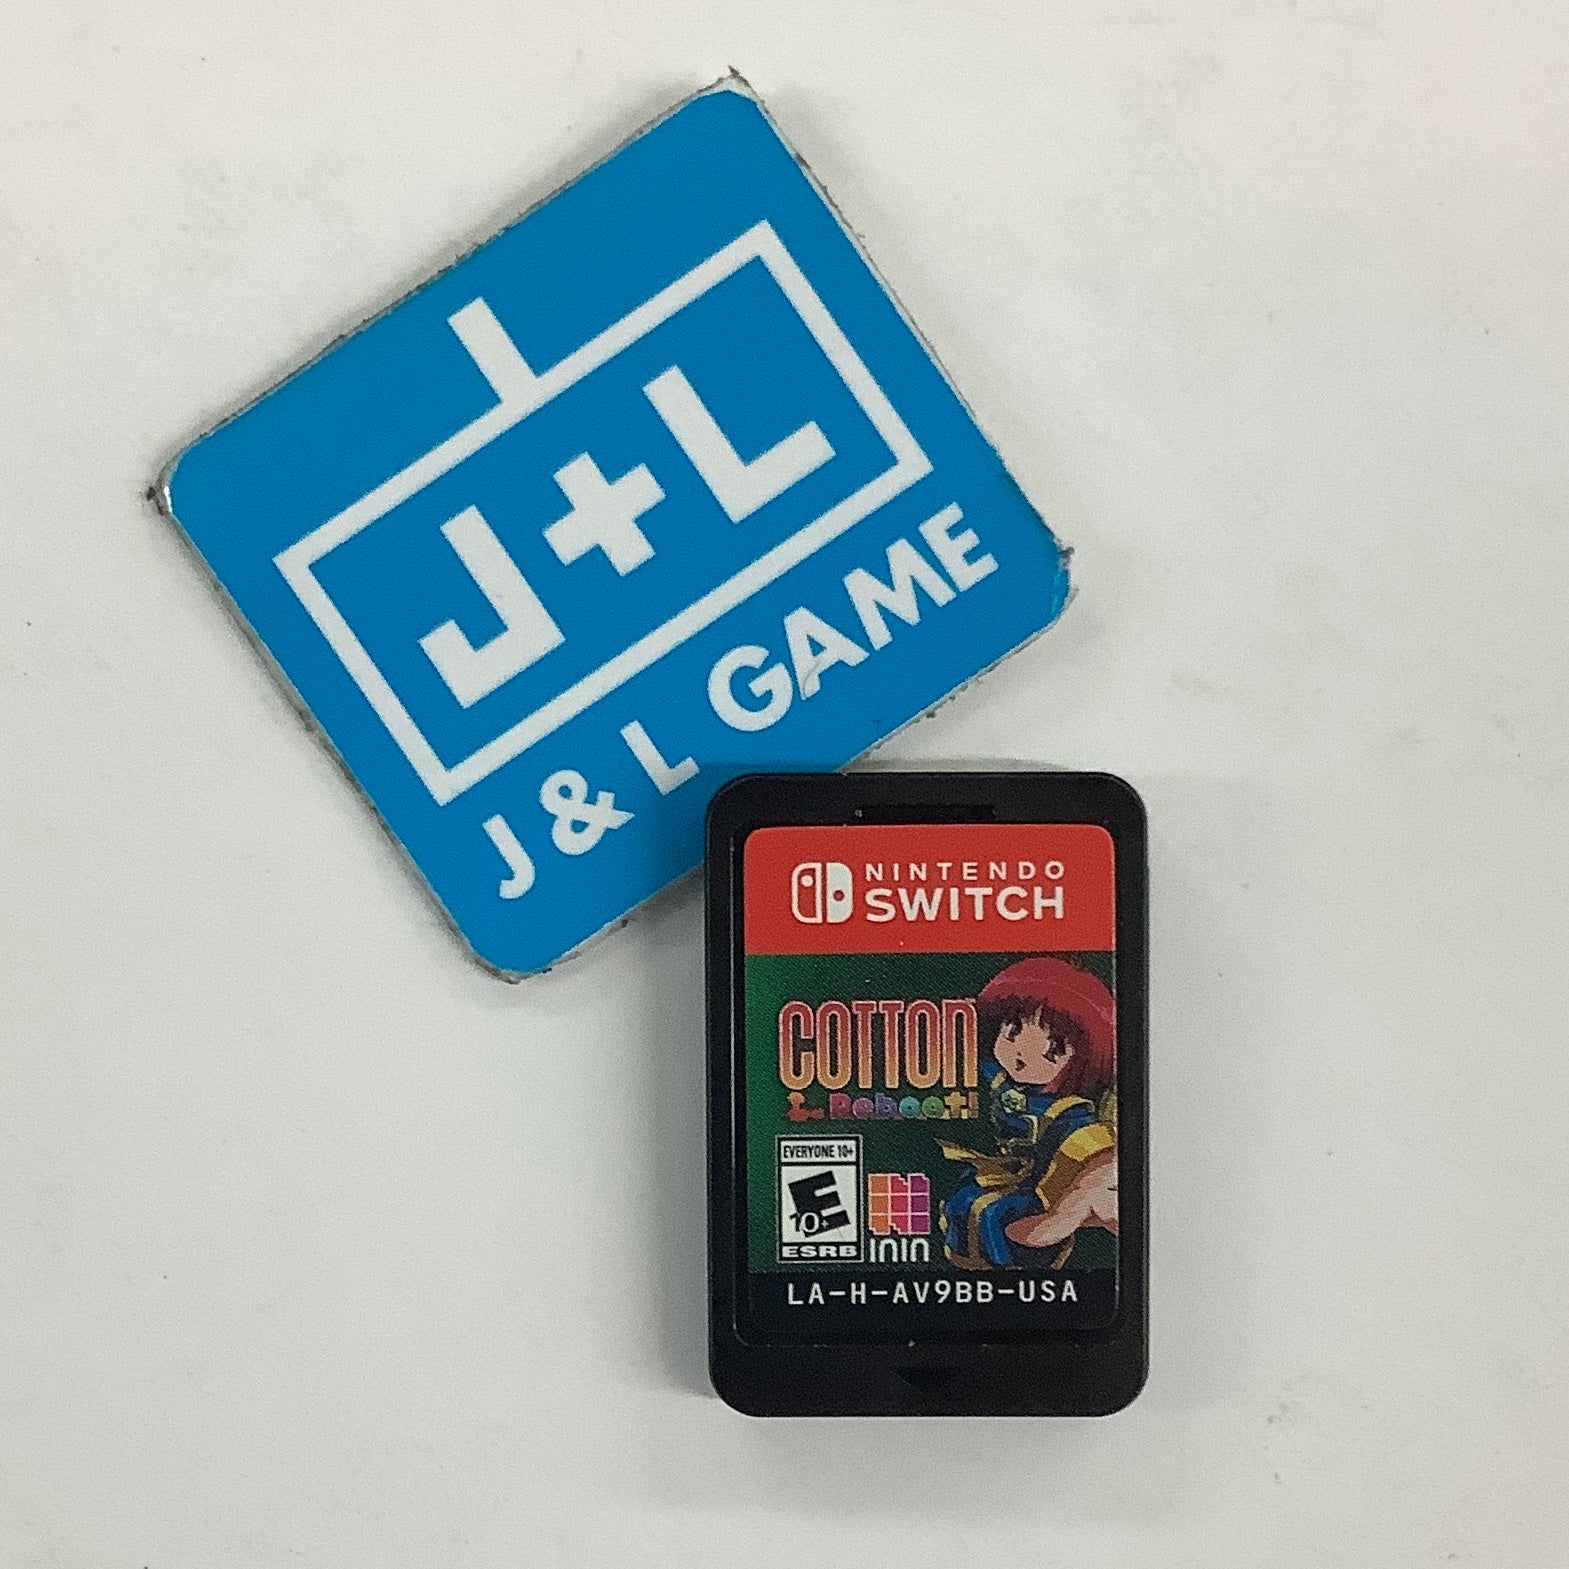 J+L
J & L GAME
NINTENDO
SWITCH
COTTON
Reboot!
EVERYONE 10+
E
10+
ESRB
ININ
LA-H-AV9BB-USA